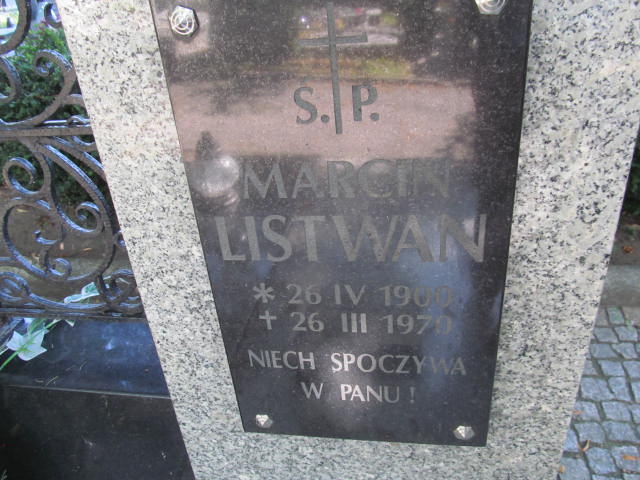 Ś. P.
MARCIN
LISTWAN
* 26 IV 1900
+ 26 III 1970
NIECH SPOCZYWA
W PANU!